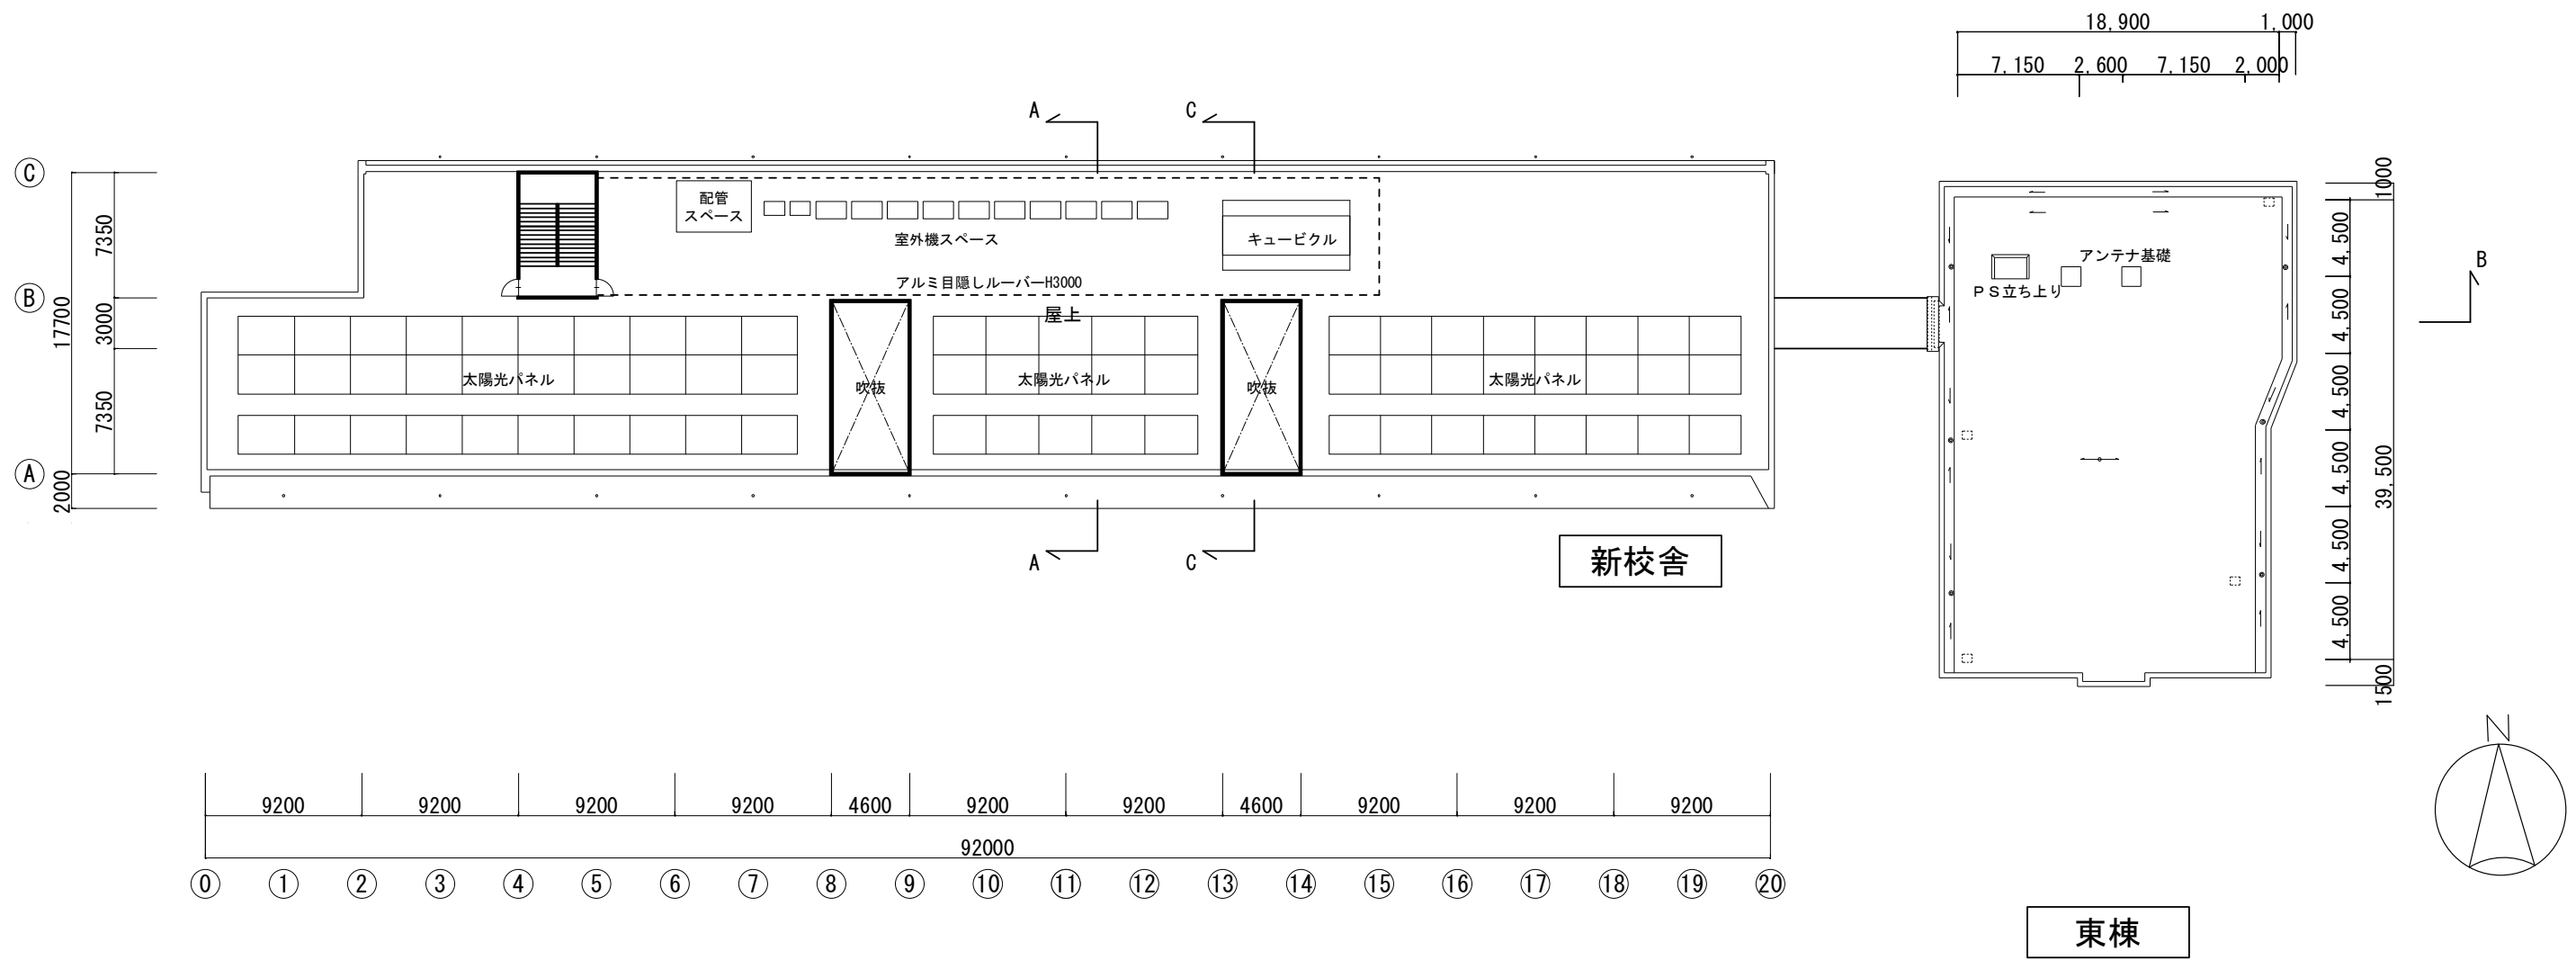 18,900
1,000
7,150
2,600
7,150
2,000
A
C
C
B
A
7350
3000
7350
17700
2000
配管
スペース
室外機スペース
キュービクル
アルミ目隠しルーバーH3000
屋上
太陽光パネル
吹抜
太陽光パネル
吹抜
太陽光パネル
A
C
新校舎
アンテナ基礎
PS立ち上り
1000
4,500
4,500
4,500
4,500
4,500
4,500
39,500
1500
B
N
9200
9200
9200
9200
4600
9200
9200
4600
9200
9200
9200
92000
0
1
2
3
4
5
6
7
8
9
10
11
12
13
14
15
16
17
18
19
20
東棟